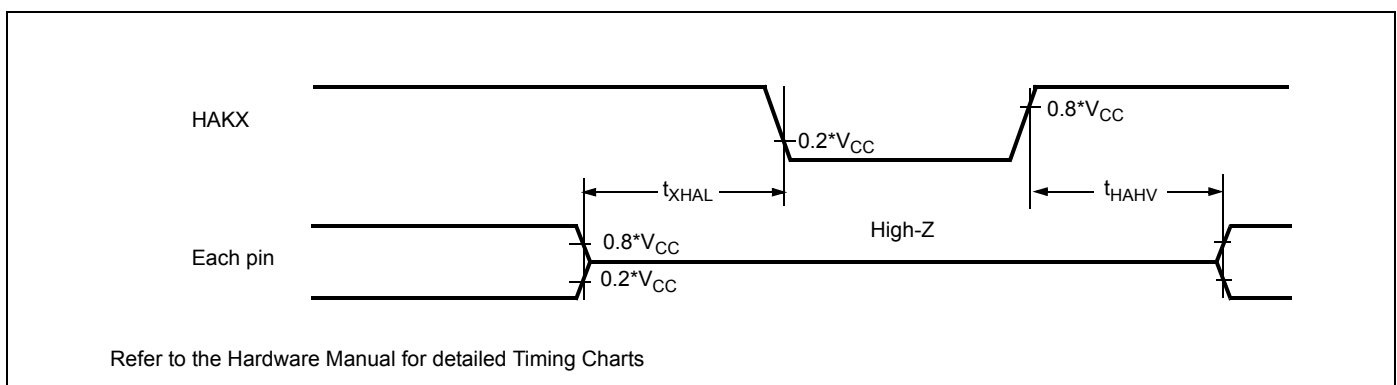 HAKX
0.8*VCC
0.2*VCC
tXHAL
tHAHV
High-Z
Each pin
0.8*VCC
0.2*VCC
Refer to the Hardware Manual for detailed Timing Charts